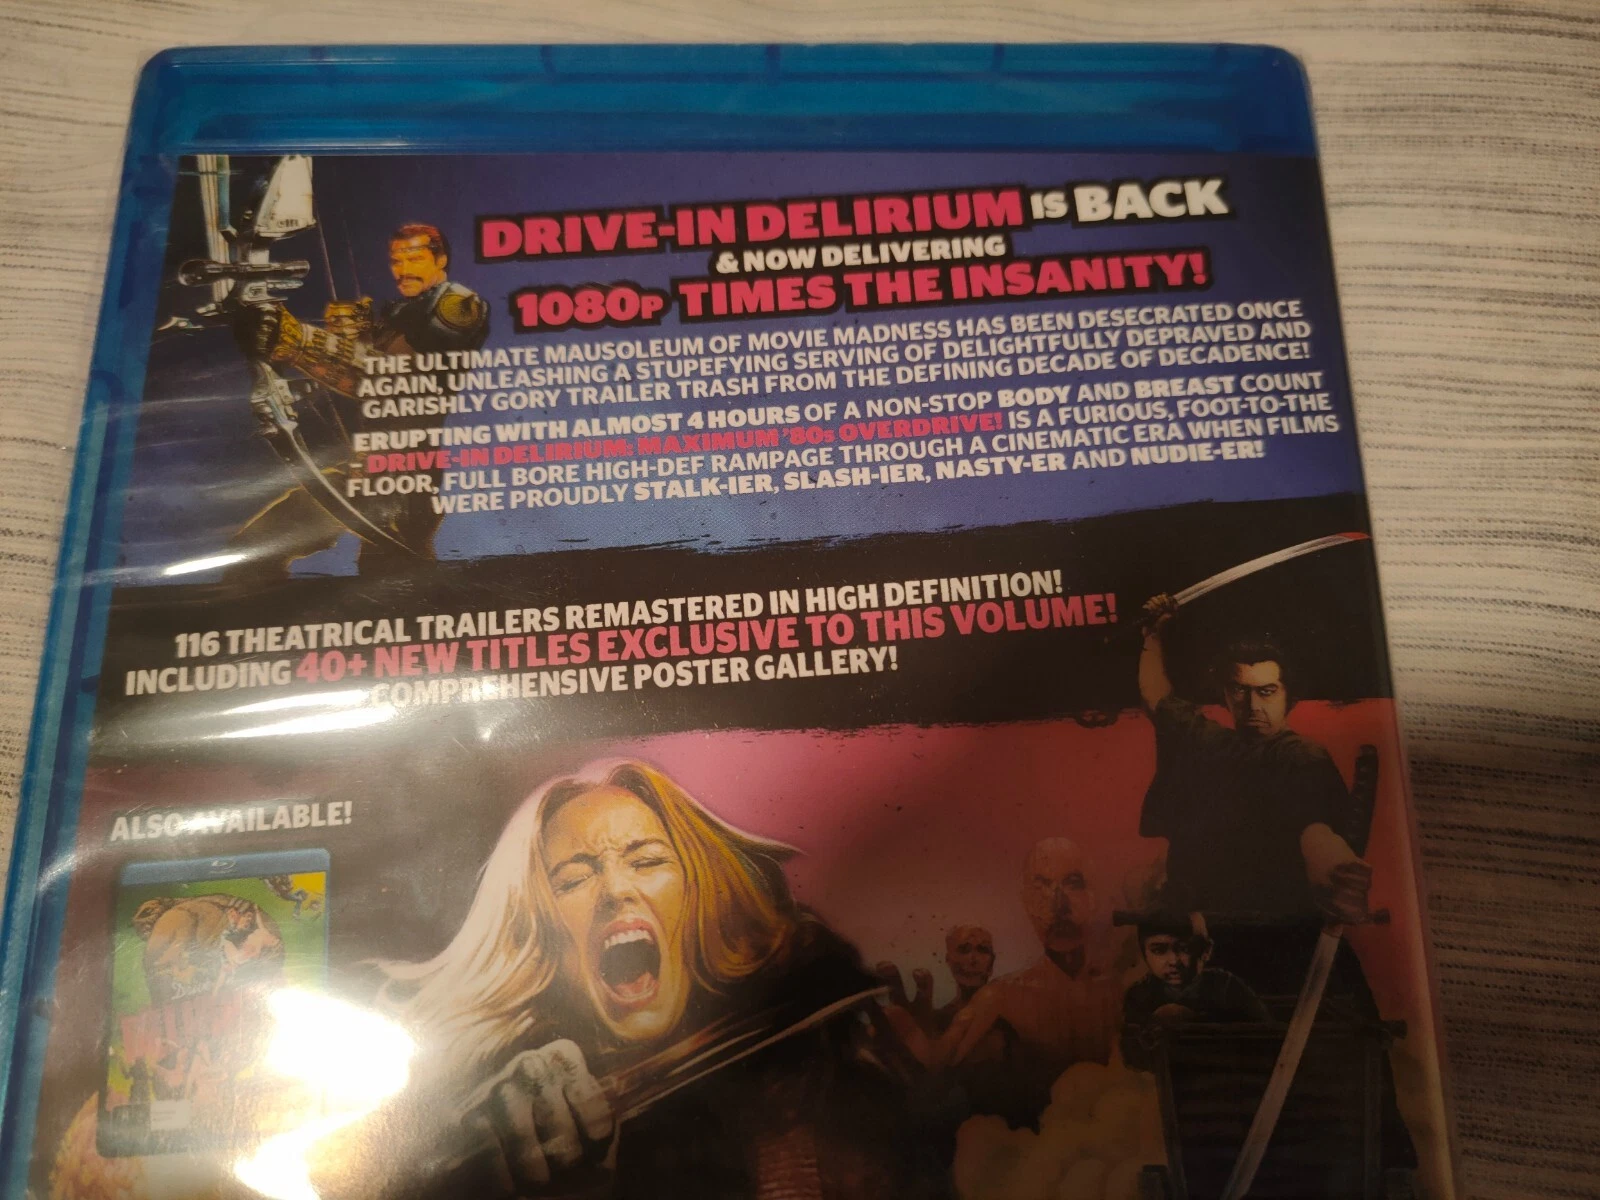 DRIVE-IN DELIRIUM IS BACK
& NOW DELIVERING
1080P TIMES THE INSANITY!
THE ULTIMATE MAUSOLEUM OF MOVIE MADNESS HAS BEEN DESECRATED ONCE
AGAIN, UNLEASHING A STUPEFYING SERVING OF DELIGHTFULLY DEPRAVED AND
GARISHLY GORY TRAILER TRASH FROM THE DEFINING DECADE OF DECADENCE!
ERUPTING WITH ALMOST 4 HOURS OF A NON-STOP BODY AND BREAST COUNT
- DRIVE-IN DELIRIUM: MAXIMUM '80s OVERDRIVE! IS A FURIOUS, FOOT-TO-THE
FLOOR, FULL BORE HIGH-DEF RAMPAGE THROUGH A CINEMATIC ERA WHEN FILMS
WERE PROUDLY STALK-IER, SLASH-IER, NASTY-ER AND NUDIE-ER!
116 THEATRICAL TRAILERS REMASTERED IN HIGH DEFINITION!
INCLUDING 40+ NEW TITLES EXCLUSIVE TO THIS VOLUME!
COMPREHENSIVE POSTER GALLERY!
ALSO AVAILABLE!